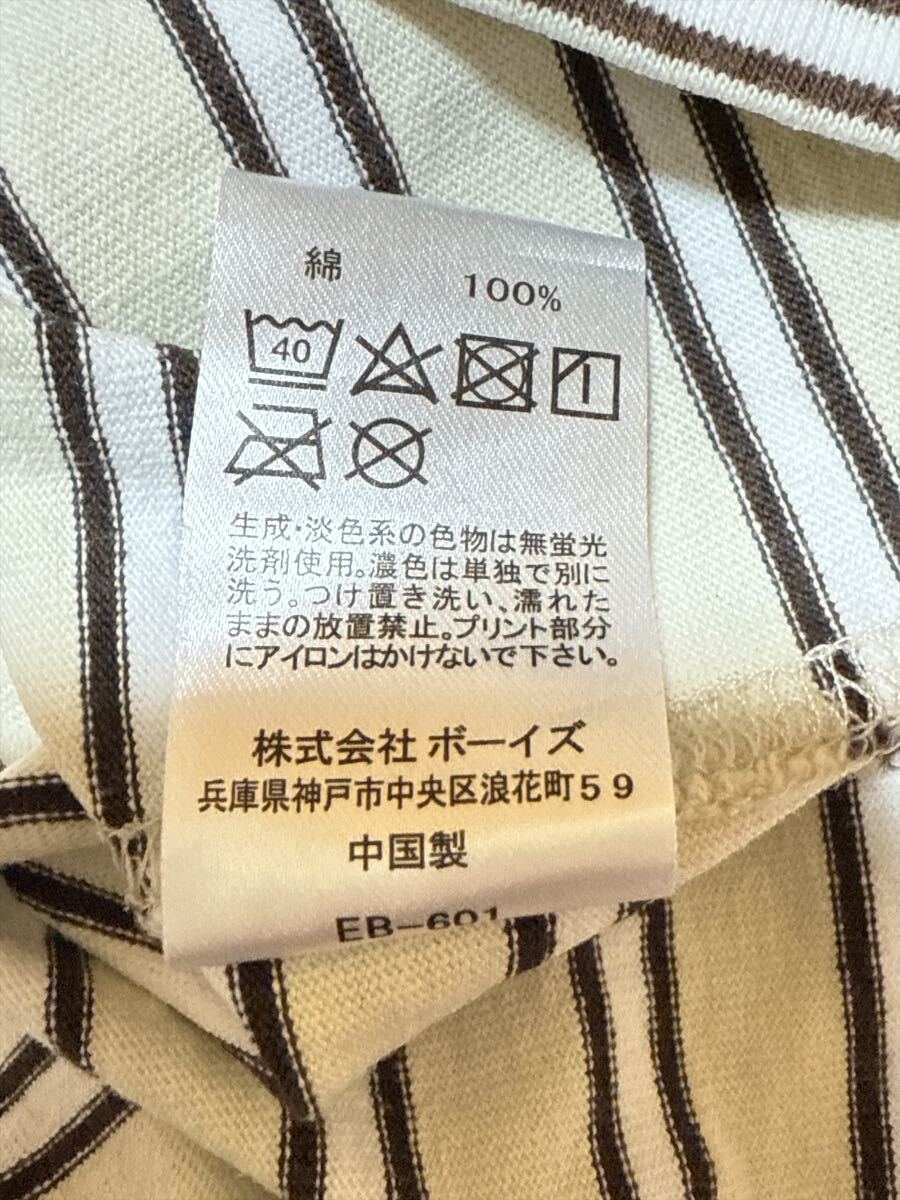 綿 100%
40
生成・淡色系の色物は無蛍光
洗剤使用。濃色は単独で別に
洗う。つけ置き洗い、濡れた
ままの放置禁止。プリント部分
にアイロンはかけないで下さい。
株式会社 ボーイズ
兵庫県神戸市中央区浪花町59
中国製
EB-601